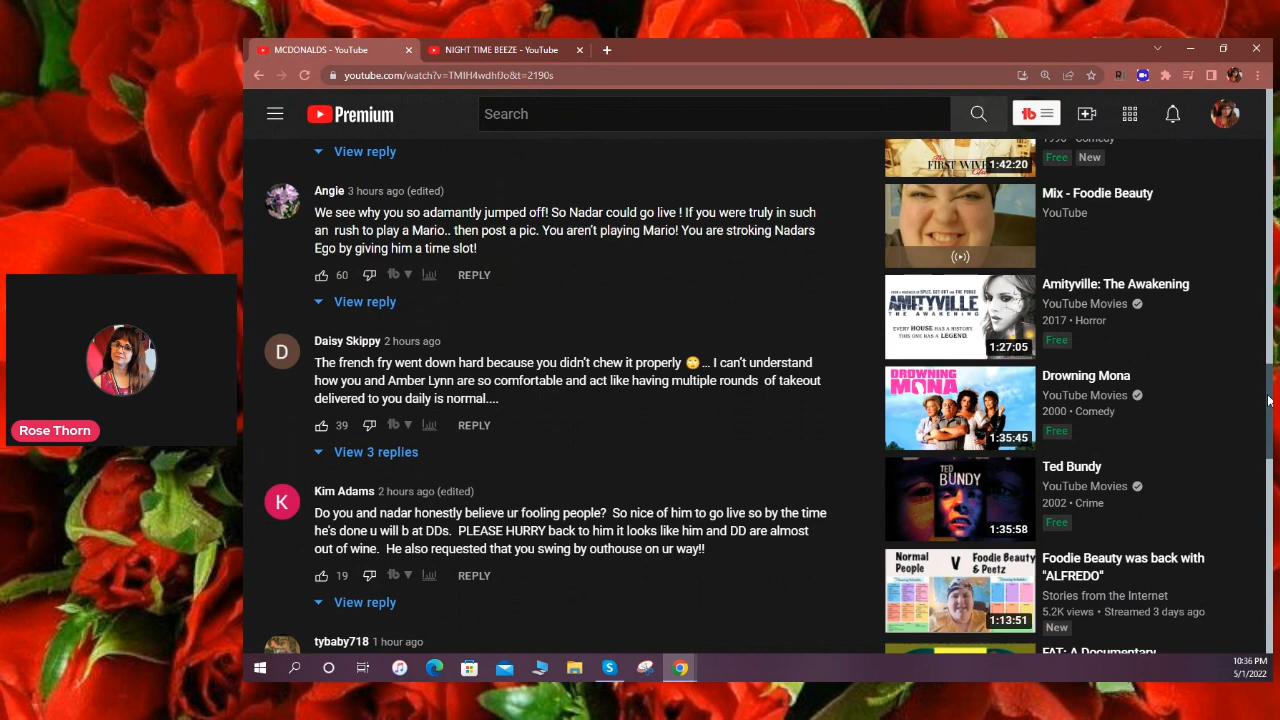 MCDONALDS - YouTube
NIGHT TIME BEEZE - YouTube
youtube.com/watch?v=TMIH4wdhfJo&t=2190s
Premium
Search
View reply
Angie 3 hours ago (edited)
We see why you so adamantly jumped off! So Nadar could go live ! If you were truly in such
an rush to play a Mario.. then post a pic. You aren't playing Mario! You are stroking Nadars
Ego by giving him a time slot!
60 REPLY
View reply
Daisy Skippy 2 hours ago
The french fry went down hard because you didn't chew it properly 🙄... I can't understand
how you and Amber Lynn are so comfortable and act like having multiple rounds of takeout
delivered to you daily is normal....
39 REPLY
View 3 replies
K
Kim Adams 2 hours ago (edited)
Do you and nadar honestly believe ur fooling people? So nice of him to go live so by the time
he's done u will b at DDs. PLEASE HURRY back to him it looks like him and DD are almost
out of wine. He also requested that you swing by outhouse on ur way!!
19 REPLY
View reply
tybaby718 1 hour ago
D
Rose Thorn
FIRST WIVES
1:42:20
Free New
Mix - Foodie Beauty
YouTube
AMITYVILLE
THE AWAKENING
EVERY HOUSE HAS A HISTORY.
THIS ONE HAS A LEGEND.
1:27:05
Amityville: The Awakening
YouTube Movies
2017 • Horror
Free
DROWNING
MONA
1:35:45
Drowning Mona
YouTube Movies
2000 • Comedy
Free
TED
BUNDY
1:35:58
Ted Bundy
YouTube Movies
2002 • Crime
Free
Normal
People
V
Foodie Beauty
& Peetz
1:13:51
Foodie Beauty was back with
"ALFREDO"
Stories from the Internet
5.2K views • Streamed 3 days ago
New
FAT: A Documentary
10:36 PM
5/1/2022